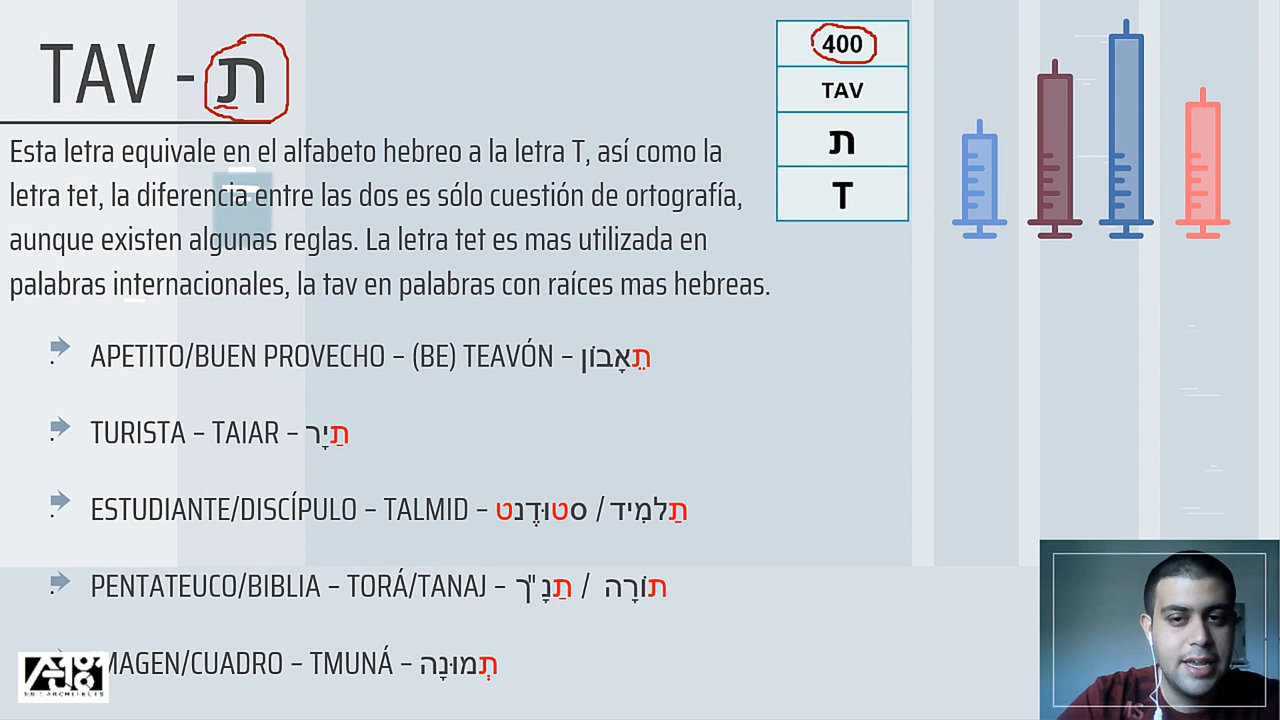 TAV - ת
Esta letra equivale en el alfabeto hebreo a la letra T, así como la
letra tet, la diferencia entre las dos es sólo cuestión de ortografía,
aunque existen algunas reglas. La letra tet es mas utilizada en
palabras internacionales, la tav en palabras con raíces mas hebreas.
400
TAV
ת
T
APETITO/BUEN PROVECHO – (BE) TEAVÓN – תֵאָבוֹן
TURISTA – TAIAR – תַיָר
ESTUDIANTE/DISCÍPULO – TALMID – תַלמִיד / סטוּדֶנט
PENTATEUCO/BIBLIA – TORÁ/TANAJ – תוֹרָה / תַנָ"ך
MAGEN/CUADRO – TMUNÁ – תְמוּנָה